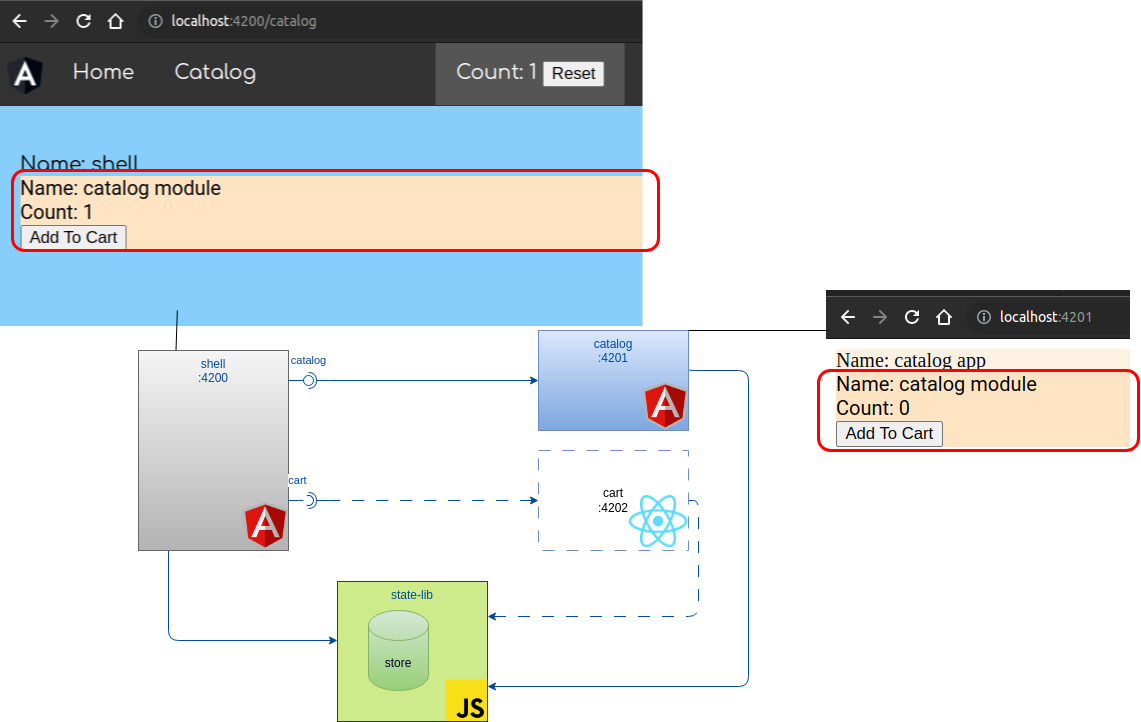 localhost:4200/catalog
A
Home
Catalog
Count: 1
Reset
Name: shell
Name: catalog module
Count: 1
Add To Cart
localhost:4201
Name: catalog app
Name: catalog module
Count: 0
Add To Cart
shell
:4200
A
catalog
catalog
:4201
A
cart
cart
:4202
state-lib
store
JS